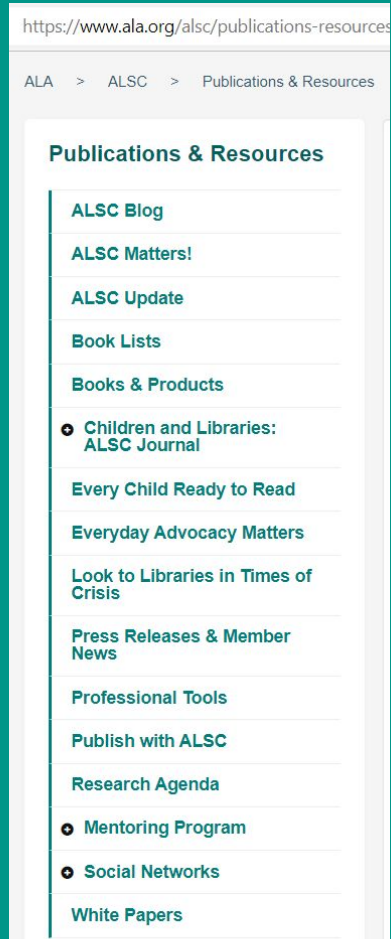 https://www.ala.org/alsc/publications-resources
ALA > ALSC > Publications & Resources
Publications & Resources
ALSC Blog
ALSC Matters!
ALSC Update
Book Lists
Books & Products
Children and Libraries:
ALSC Journal
Every Child Ready to Read
Everyday Advocacy Matters
Look to Libraries in Times of
Crisis
Press Releases & Member
News
Professional Tools
Publish with ALSC
Research Agenda
Mentoring Program
Social Networks
White Papers